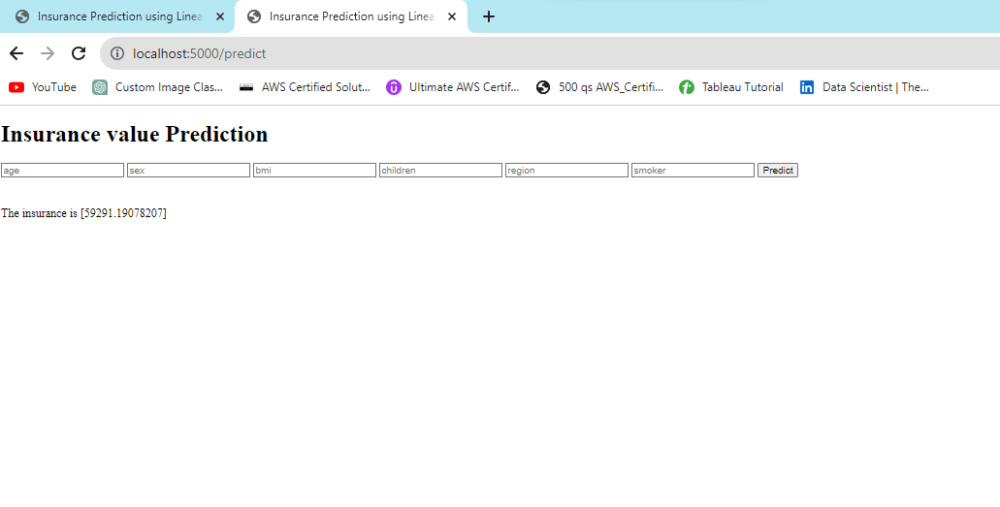 Insurance Prediction using Linea Insurance Prediction using Linea
localhost:5000/predict
YouTube Custom Image Clas... AWS Certified Solut... Ultimate AWS Certif... 500 qs AWS_Certifi... Tableau Tutorial Data Scientist | The...
Insurance value Prediction
age sex bmi children region smoker Predict
The insurance is [59291.19078207]